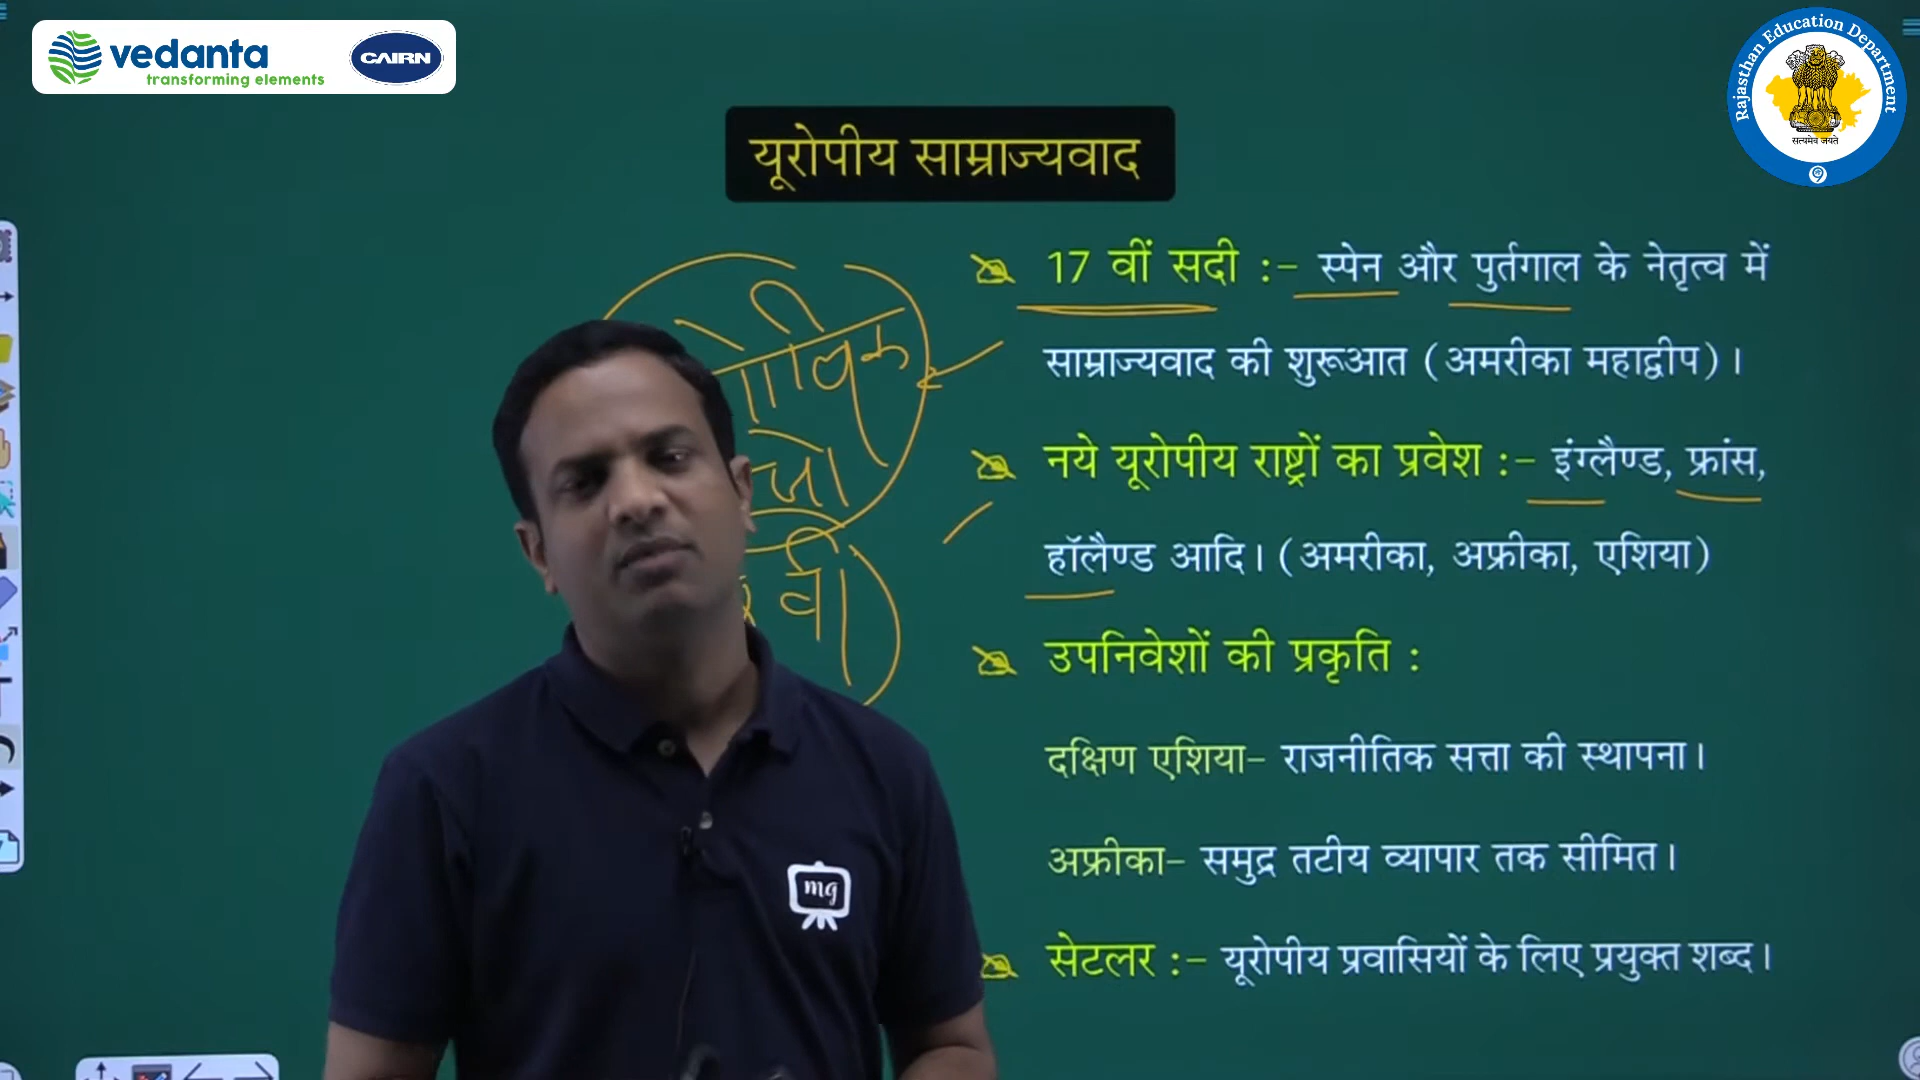 vedanta
transforming elements
CAIRN
Rajasthan Education Department
सत्यमेव जयते
यूरोपीय साम्राज्यवाद
17 वीं सदी :– स्पेन और पुर्तगाल के नेतृत्व में
साम्राज्यवाद की शुरूआत (अमरीका महाद्वीप)।
नये यूरोपीय राष्ट्रों का प्रवेश :– इंग्लैण्ड, फ्रांस,
हॉलैण्ड आदि। (अमरीका, अफ्रीका, एशिया)
उपनिवेशों की प्रकृति :
दक्षिण एशिया– राजनीतिक सत्ता की स्थापना।
अफ्रीका– समुद्र तटीय व्यापार तक सीमित।
सेटलर :– यूरोपीय प्रवासियों के लिए प्रयुक्त शब्द।
mg